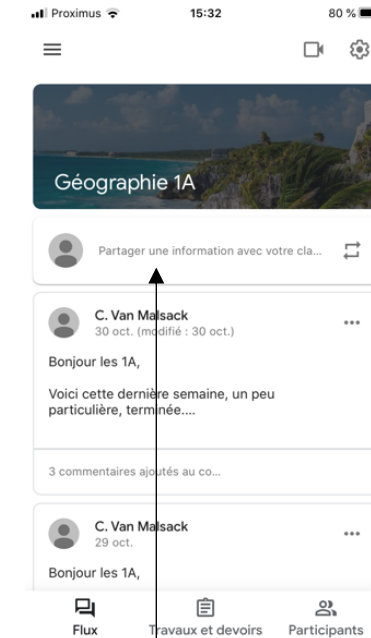 Proximus 15:32 80 %
Géographie 1A
Partager une information avec votre cla...
C. Van Malsack
30 oct. (modifié : 30 oct.)
Bonjour les 1A,
Voici cette dernière semaine, un peu
particulière, terminée....
3 commentaires ajoutés au co...
C. Van Malsack
29 oct.
Bonjour les 1A,
Flux Travaux et devoirs Participants